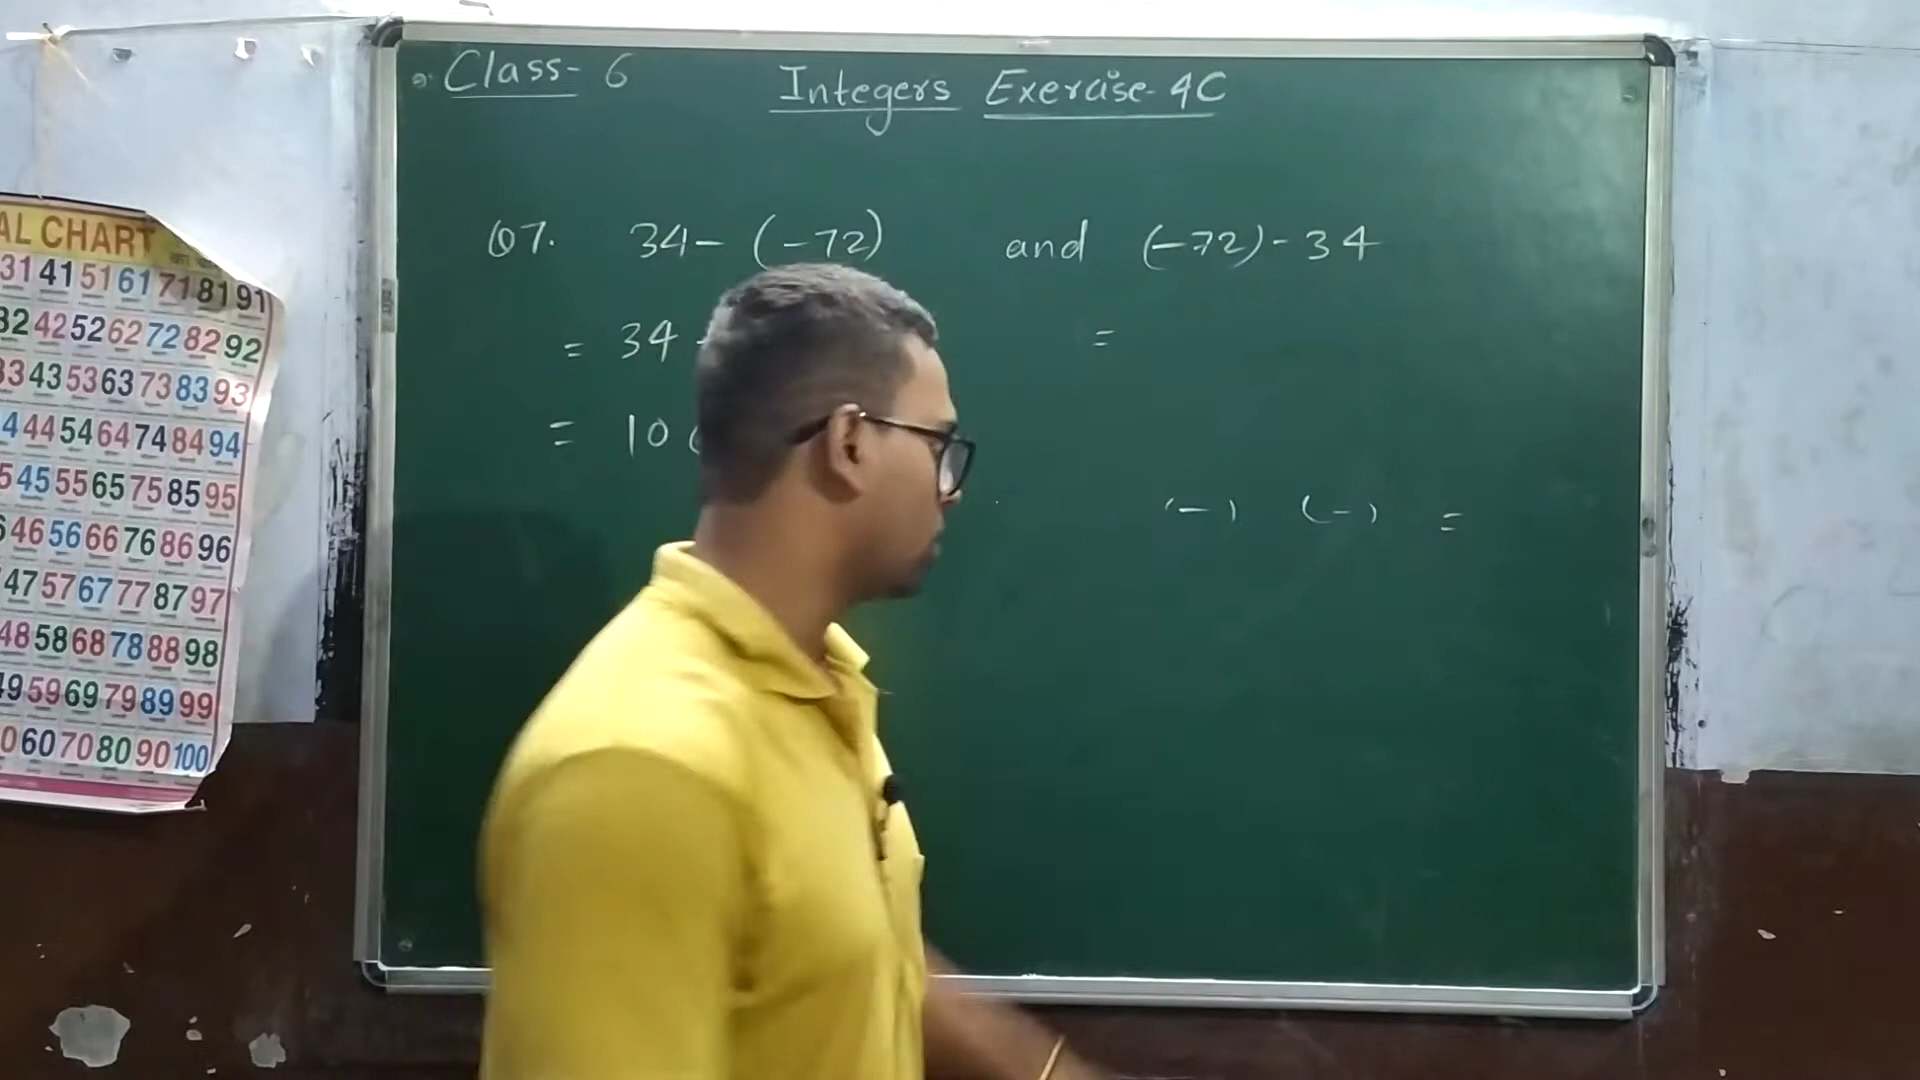 Class- 6
Integers Exercise-4C
Q7. 34- (-72) and (-72)-34
= 34 =
= 10
(-) (-) =
AL CHART
31 41 51 61 71 81 91
32 42 52 62 72 82 92
33 43 53 63 73 83 93
4 44 54 64 74 84 94
5 45 55 65 75 85 95
6 46 56 66 76 86 96
47 57 67 77 87 97
48 58 68 78 88 98
49 59 69 79 89 99
0 60 70 80 90 100